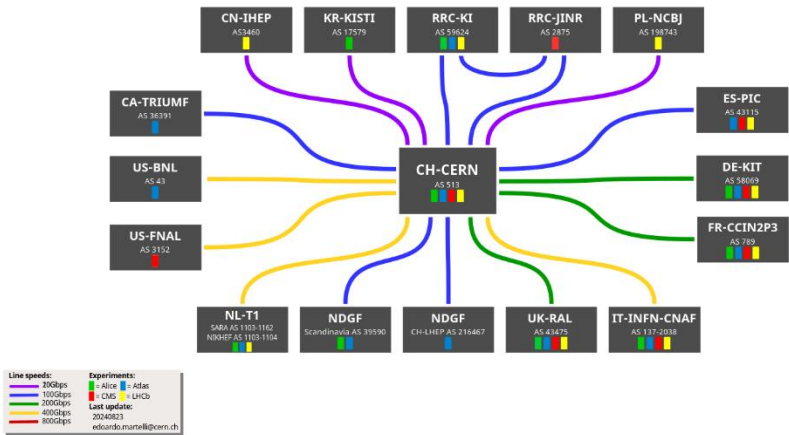 CN-IHEP
AS3460
KR-KISTI
AS 17579
RRC-KI
AS 59624
RRC-JINR
AS 2875
PL-NCBJ
AS 198743
CA-TRIUMF
AS 36391
ES-PIC
AS 43115
CH-CERN
AS 513
US-BNL
AS 43
DE-KIT
AS 58069
US-FNAL
AS 3152
FR-CCIN2P3
AS 789
NL-T1
SARA AS 1103-1162
NIKHEF AS 1103-1104
NDGF
Scandinavia AS 39590
NDGF
CH-LHEP AS 216467
UK-RAL
AS 43475
IT-INFN-CNAF
AS 137-2038
Line speeds:
20Gbps
100Gbps
200Gbps
400Gbps
800Gbps
Experiments:
= Alice = Atlas
= CMS = LHCb
Last update:
20240823
edoardo.martelli@cern.ch